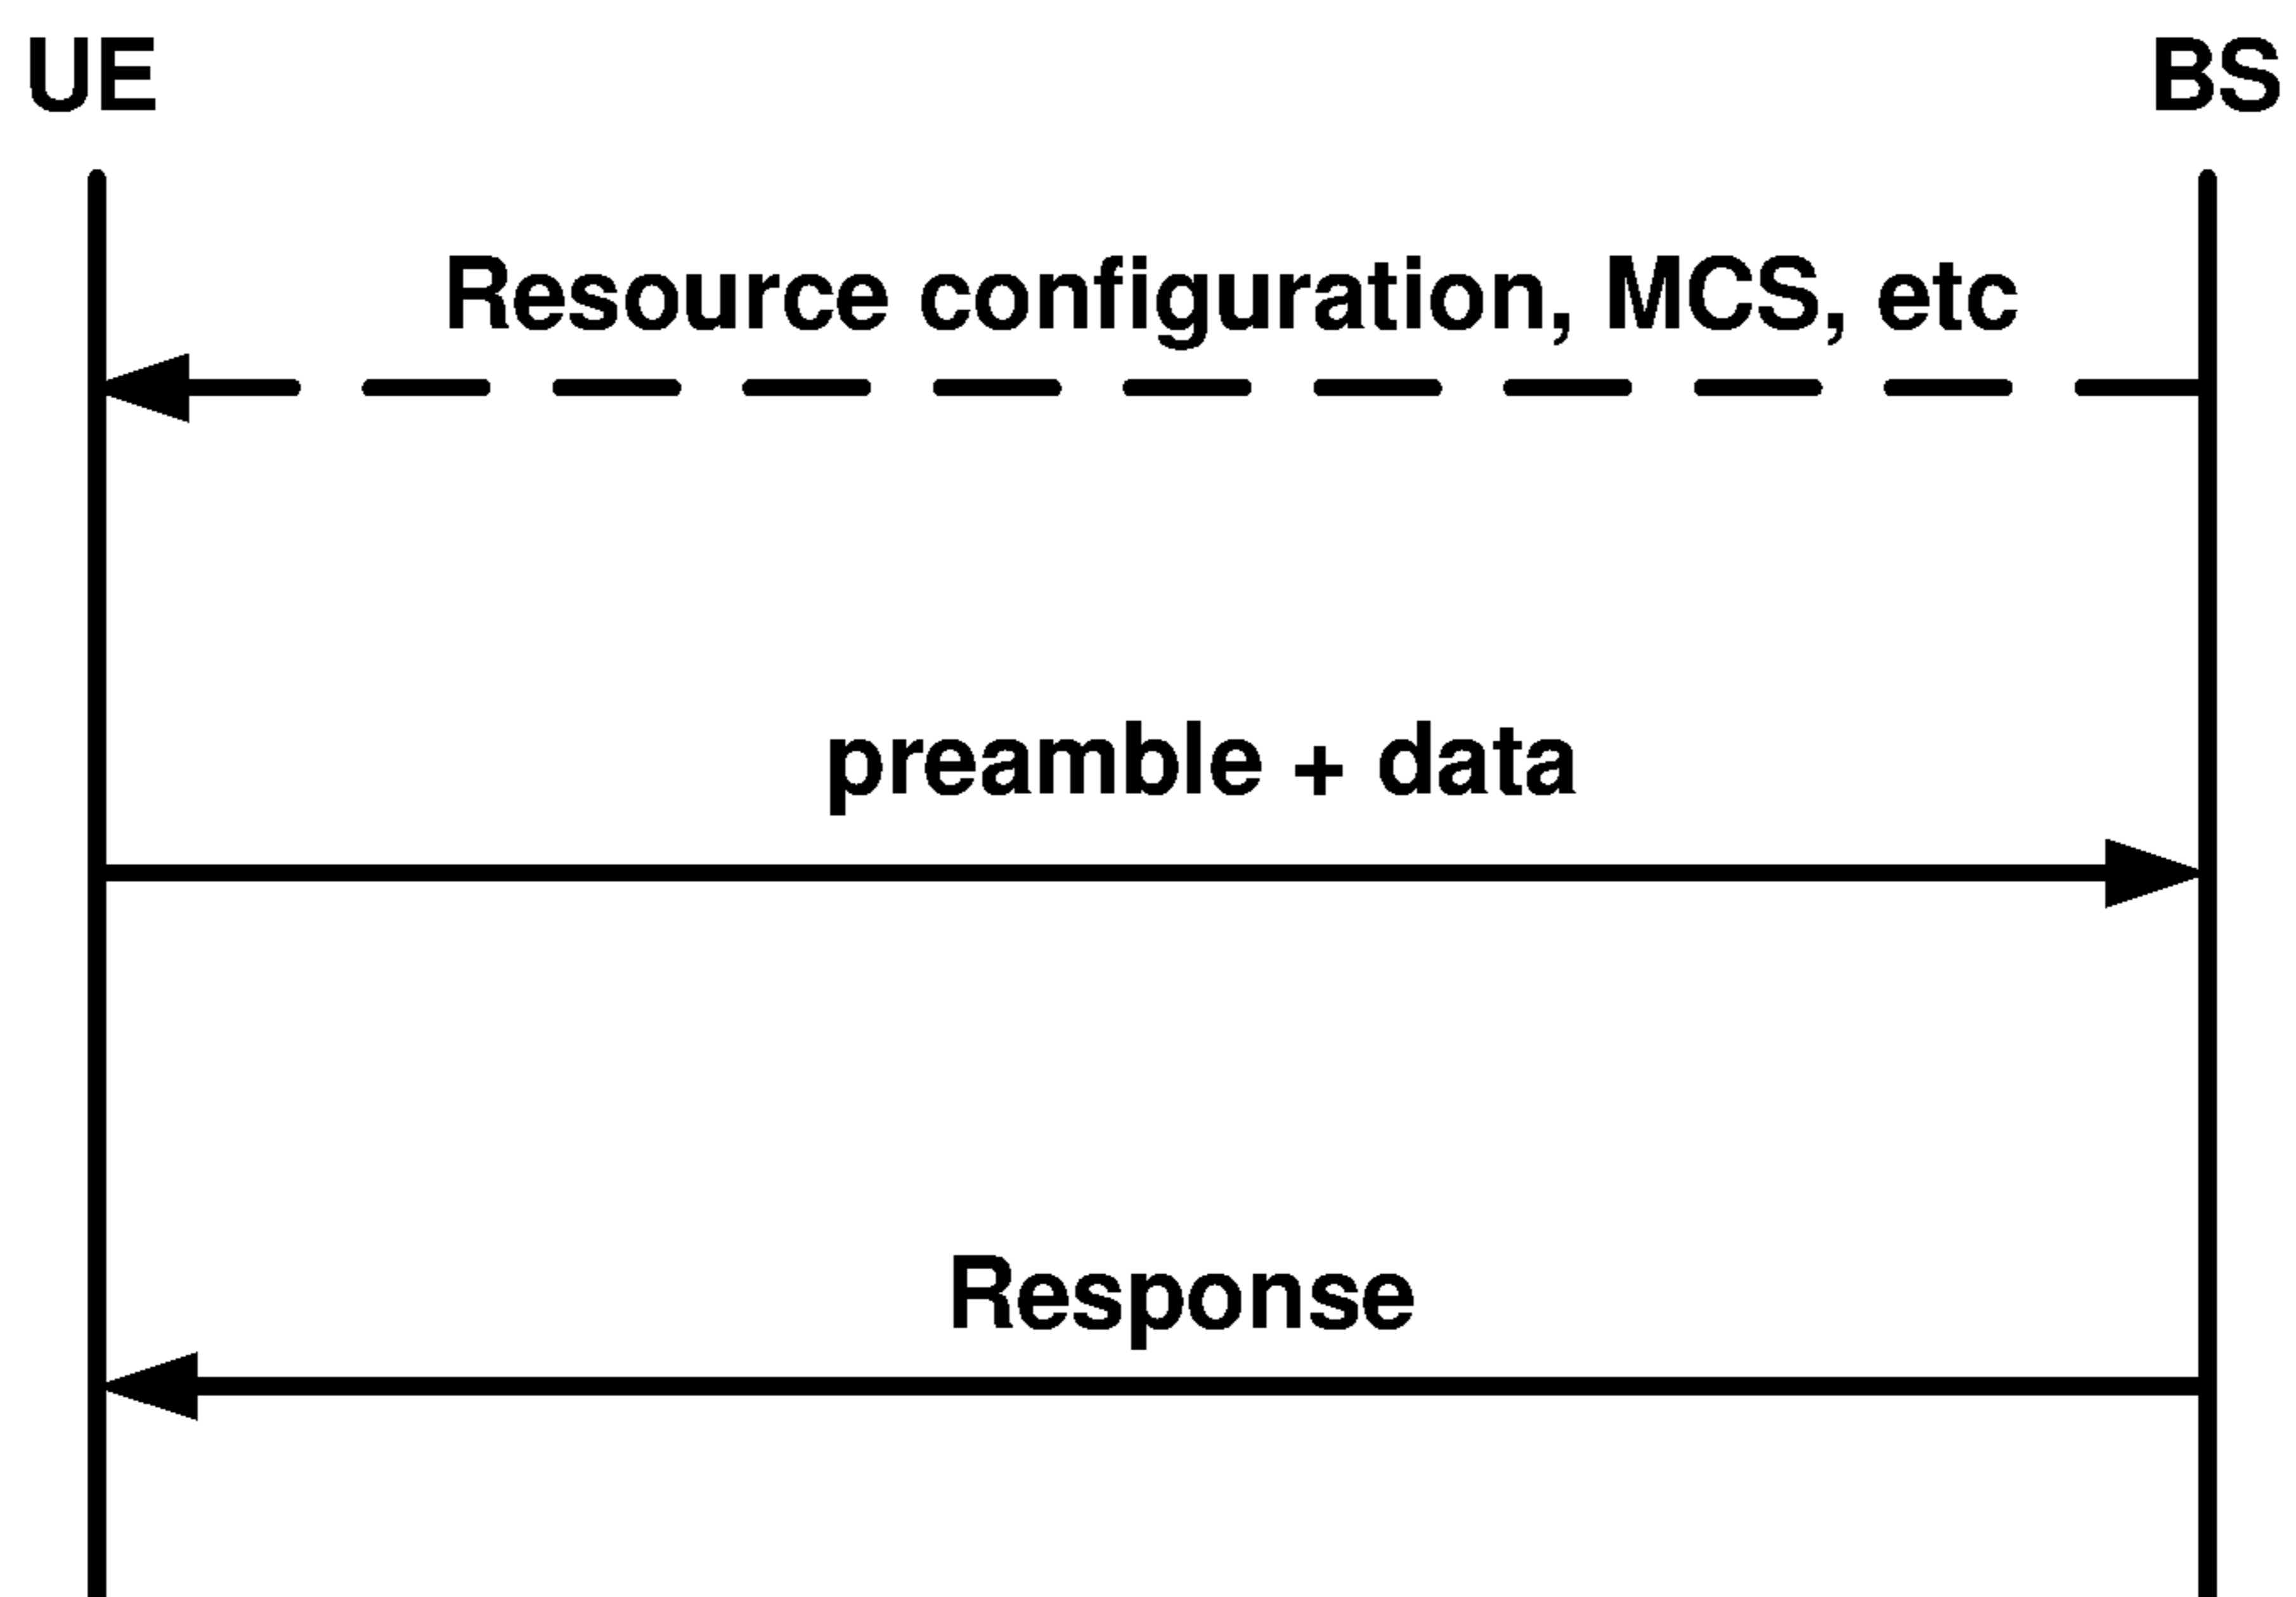 UE
BS
Resource configuration, MCS, etc
preamble + data
Response